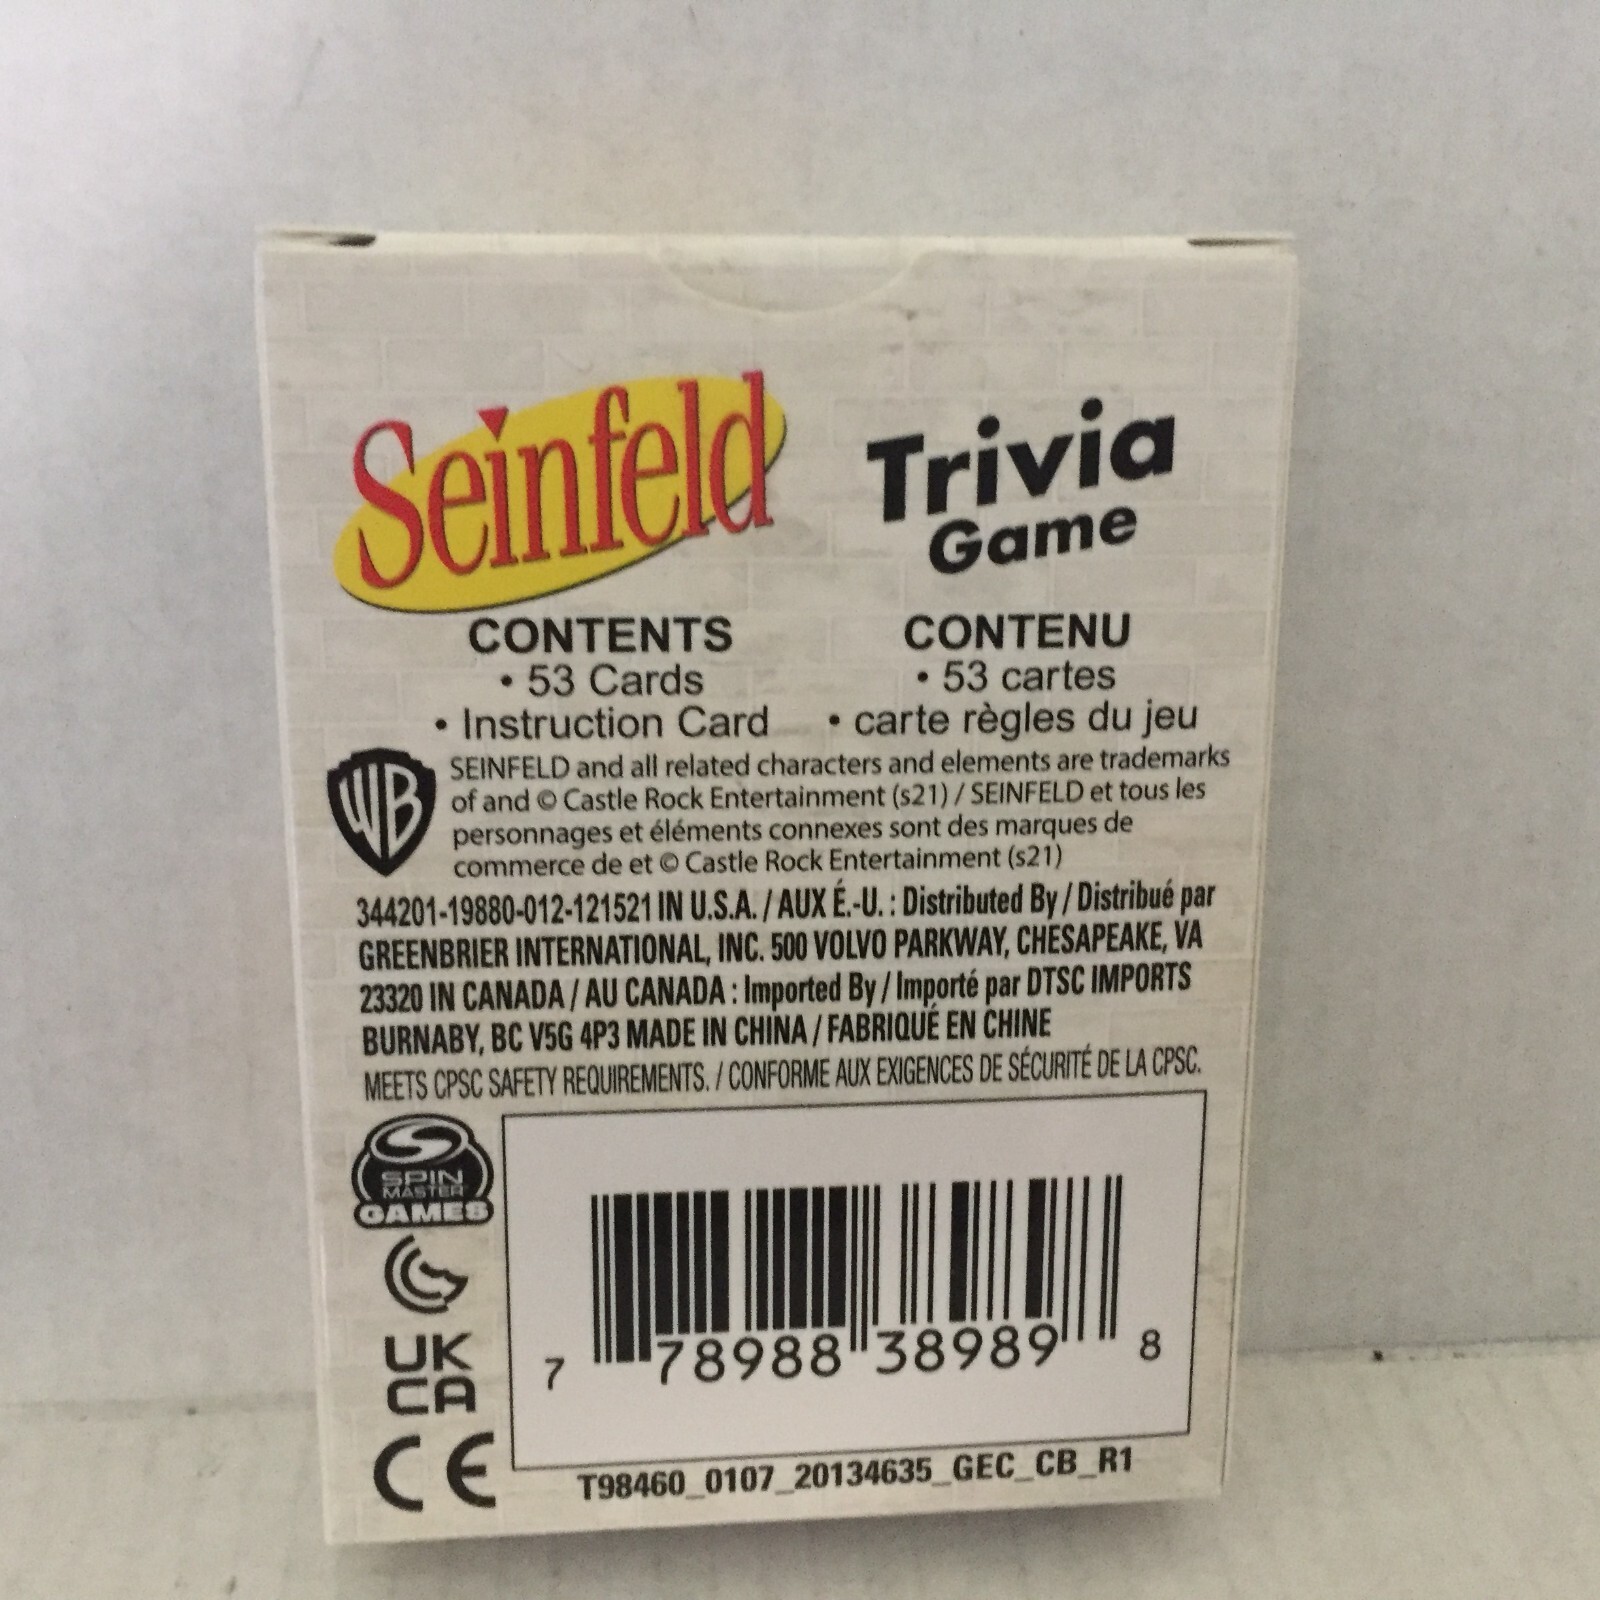 Seinfeld
Trivia
Game
CONTENTS
• 53 Cards
• Instruction Card
CONTENU
• 53 cartes
• carte règles du jeu
WB
SEINFELD and all related characters and elements are trademarks
of and © Castle Rock Entertainment (s21) / SEINFELD et tous les
personnages et éléments connexes sont des marques de
commerce de et © Castle Rock Entertainment (s21)
344201-19880-012-121521 IN U.S.A. / AUX É.-U. : Distributed By / Distribué par
GREENBRIER INTERNATIONAL, INC. 500 VOLVO PARKWAY, CHESAPEAKE, VA
23320 IN CANADA / AU CANADA : Imported By / Importé par DTSC IMPORTS
BURNABY, BC V5G 4P3 MADE IN CHINA / FABRIQUÉ EN CHINE
MEETS CPSC SAFETY REQUIREMENTS. / CONFORME AUX EXIGENCES DE SÉCURITÉ DE LA CPSC.
SPIN
MASTER
GAMES
UK
CA
CE
7 78988 38989 8
T98460_0107_20134635_GEC_CB_R1